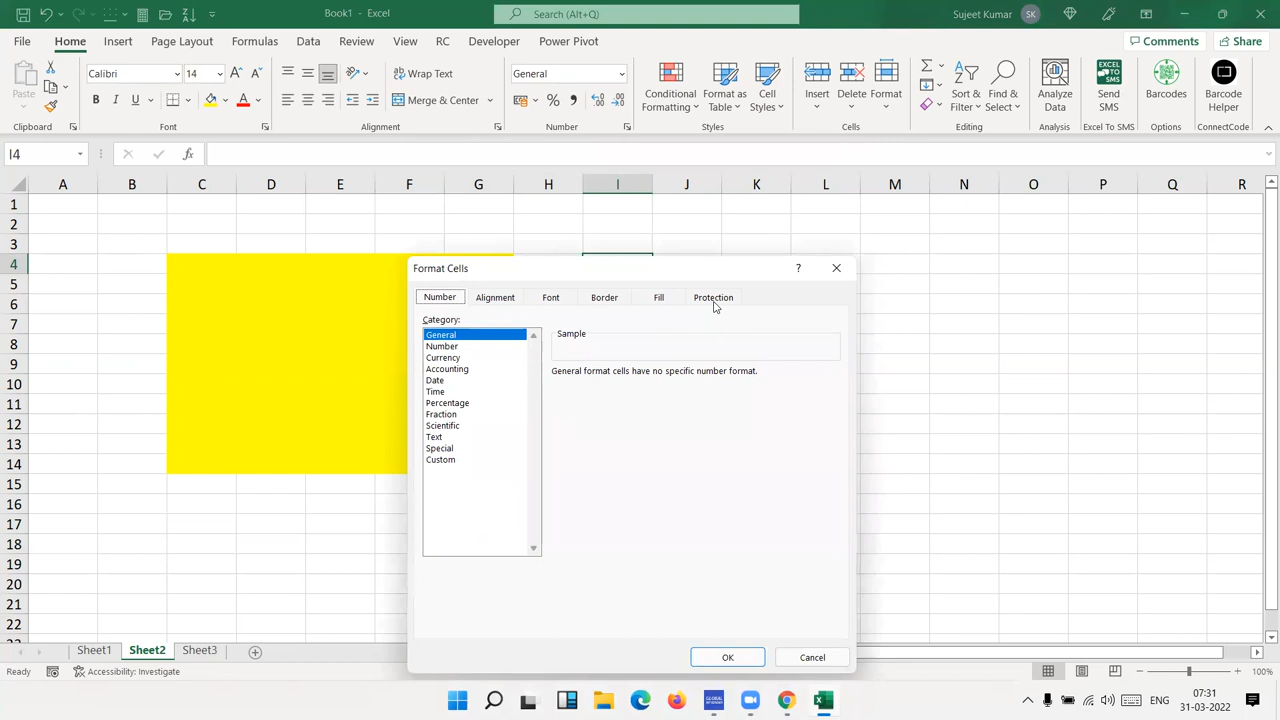 Book1 - Excel
Search (Alt+Q)
Sujeet Kumar SK
File Home Insert Page Layout Formulas Data Review View RC Developer Power Pivot Comments Share
Paste Calibri 14 Wrap Text General Conditional Formatting Format as Table Cell Styles Insert Delete Format Sort & Filter Find & Select Analyze Data Send SMS Barcodes Barcode Helper
B I U A Merge & Center % ,
Clipboard Font Alignment Number Styles Cells Editing Analysis Excel To SMS Options ConnectCode
I4 fx
A B C D E F G H I J K L M N O P Q R
1
2
3
4
Format Cells ?
5
Number Alignment Font Border Fill Protection
6
Category:
7
Sample
General
Number
8
Currency
9
Accounting
General format cells have no specific number format.
Date
10
Time
11
Percentage
Fraction
12
Scientific
13
Text
Special
14
Custom
15
16
17
18
19
20
21
22
23
OK Cancel
Sheet1 Sheet2 Sheet3
Ready Accessibility: Investigate 100%
ENG 07:31
31-03-2022